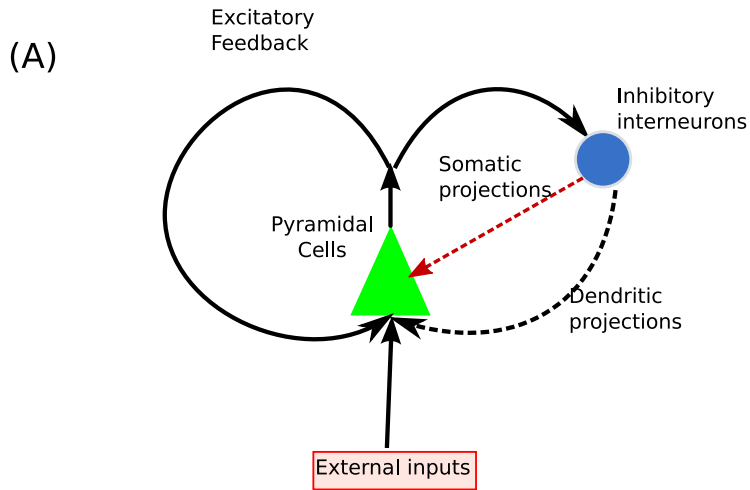 Excitatory
Feedback
(A)
Inhibitory
interneurons
Somatic
projections
Pyramidal
Cells
Dendritic
projections
External inputs